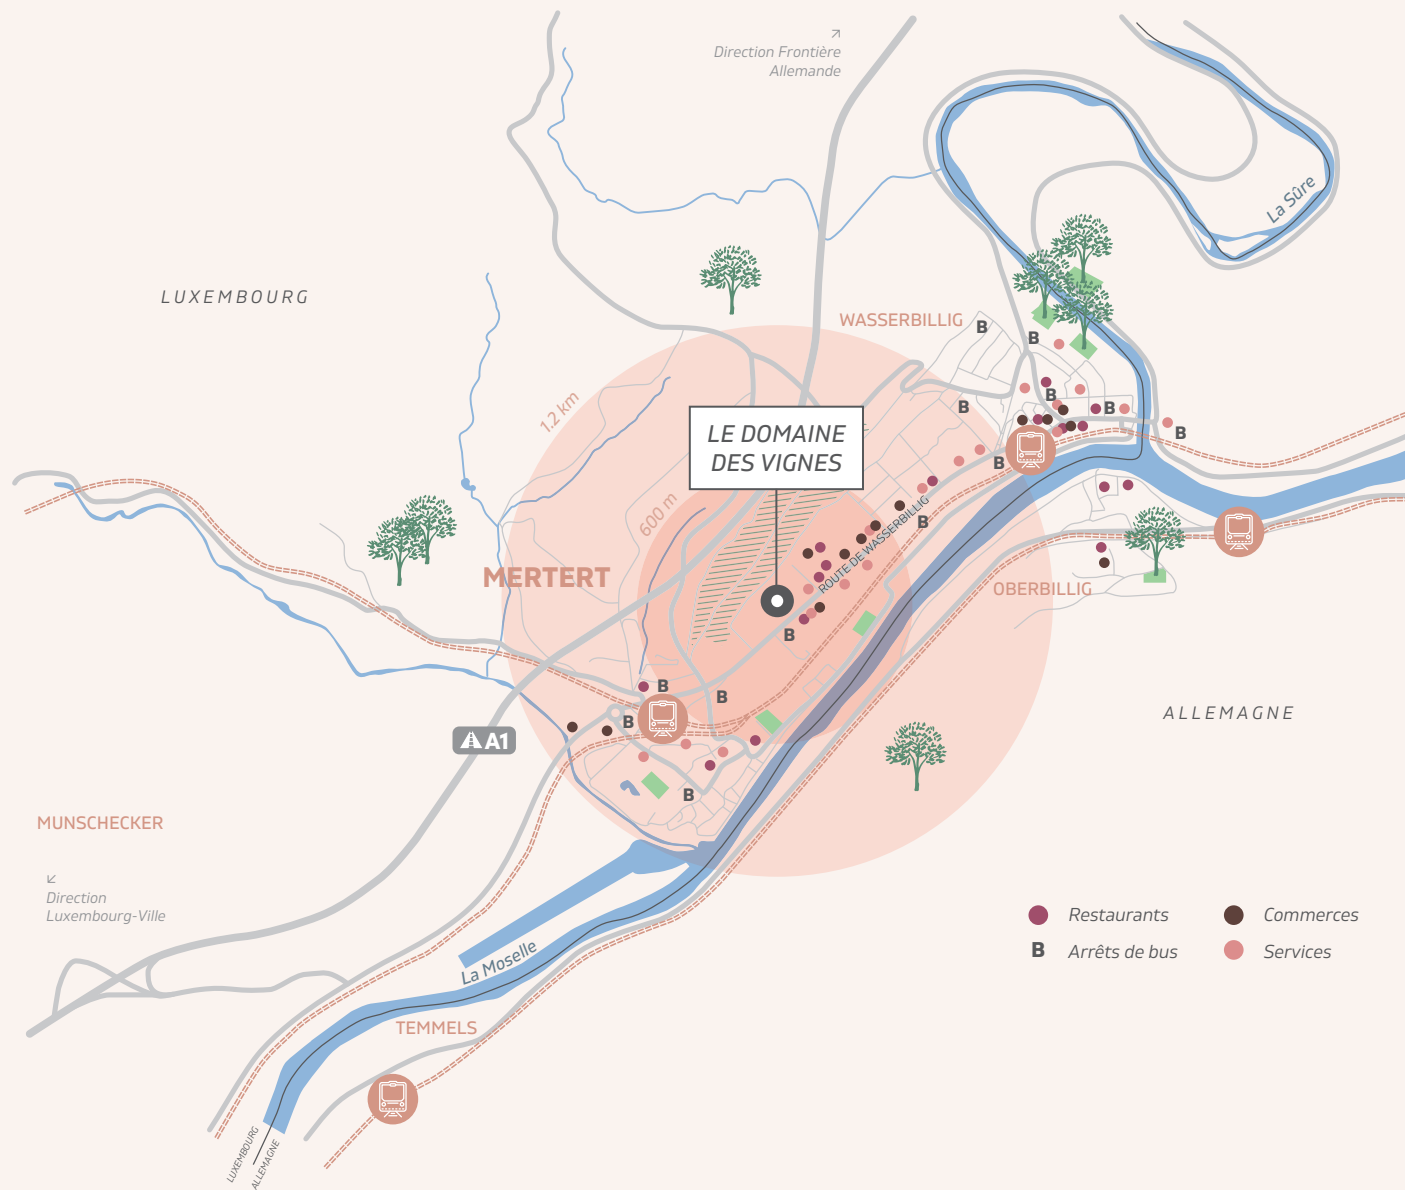 Direction Frontière
Allemande
La Sûre
LUXEMBOURG
WASSERBILLIG
B
B
B
B
B
B
B
1.2 km
LE DOMAINE
DES VIGNES
600 m
B
ROUTE DE WASSERBILLIG
MERTERT
OBERBILLIG
B
B
B
B
B
A1
ALLEMAGNE
MUNSCHECKER
Direction
Luxembourg-Ville
Restaurants
Commerces
B Arrêts de bus
Services
La Moselle
TEMMELS
LUXEMBOURG
ALLEMAGNE